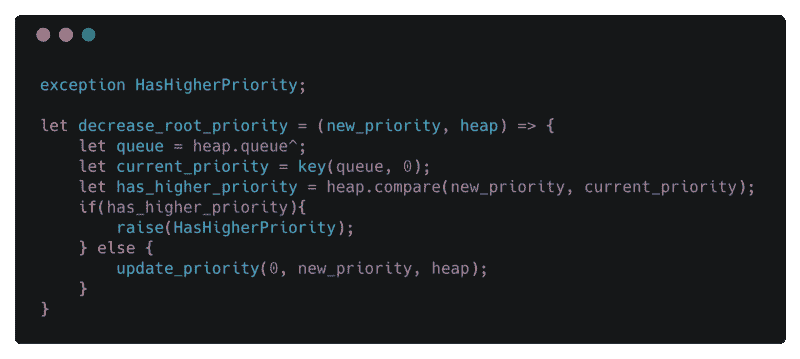 exception HasHigherPriority;

let decrease_root_priority = (new_priority, heap) => {
    let queue = heap.queue^;
    let current_priority = key(queue, 0);
    let has_higher_priority = heap.compare(new_priority, current_priority);
    if(has_higher_priority){
        raise(HasHigherPriority);
    } else {
        update_priority(0, new_priority, heap);
    }
}